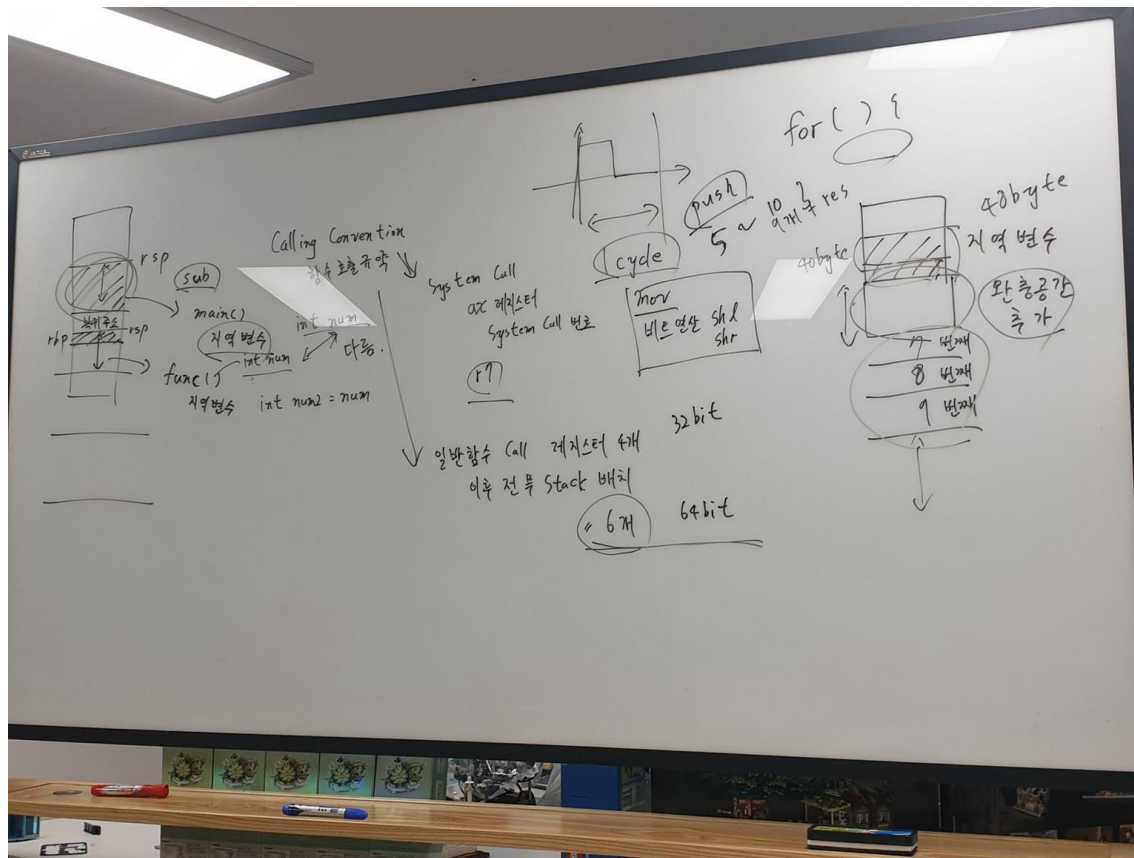 rsp
sub
main()
복귀주소
rbp
rsp
지역변수
int num
func()
지역변수 int num2 = num
Calling Convention
함수 호출 규약
int num
다름.
System Call
ax 레지스터
System Call 번호
r7
일반함수 Call 레지스터 4개 32bit
이후 전부 Stack 배치
" 6개 64bit
for( ) {
push
5 ~ 10
cycle
mov
비트 연산 shl
shr
40byte
48byte
지역 변수
완충공간
추가
7 번째
8 번째
9 번째